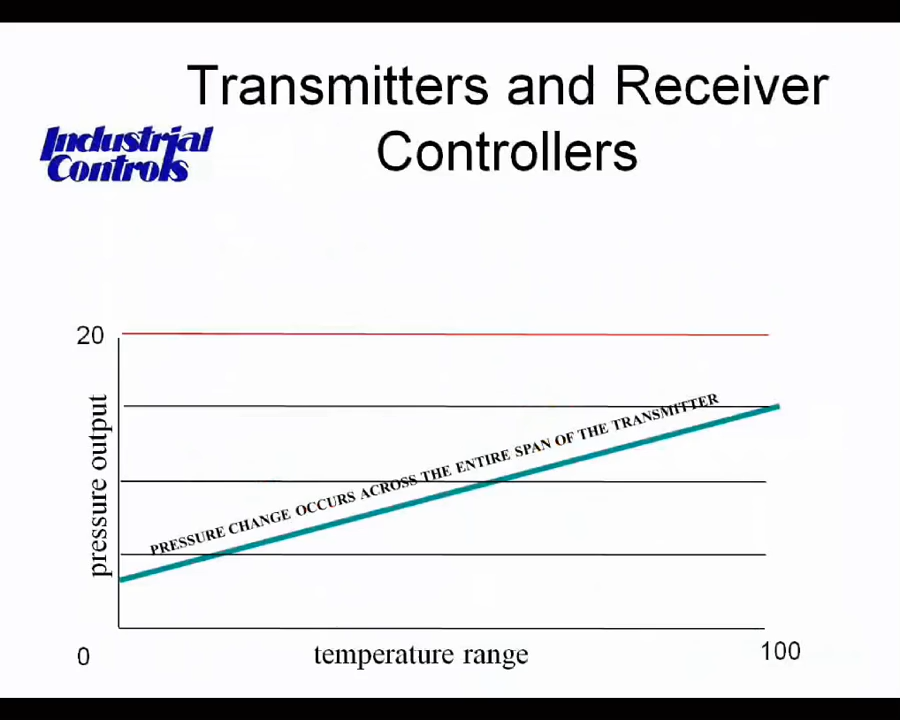 Transmitters and Receiver
Controllers
Industrial
Controls
20
pressure output
PRESSURE CHANGE OCCURS ACROSS THE ENTIRE SPAN OF THE TRANSMITTER
0
temperature range
100